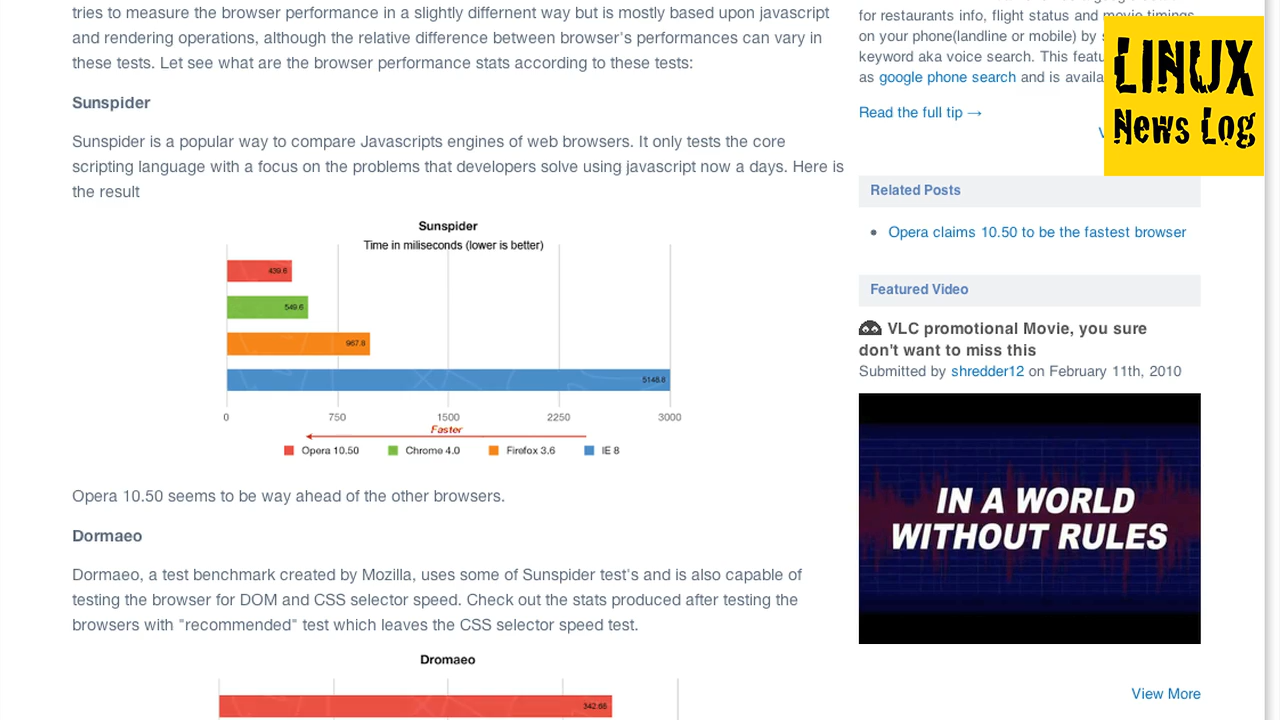 tries to measure the browser performance in a slightly differnent way but is mostly based upon javascript
and rendering operations, although the relative difference between browser's performances can vary in
these tests. Let see what are the browser performance stats according to these tests:
Sunspider
Sunspider is a popular way to compare Javascripts engines of web browsers. It only tests the core
scripting language with a focus on the problems that developers solve using javascript now a days. Here is
the result
Sunspider
Time in miliseconds (lower is better)
439.6
549.6
967.8
5148.8
0 750 1500 2250 3000
Faster
Opera 10.50 Chrome 4.0 Firefox 3.6 IE 8
Opera 10.50 seems to be way ahead of the other browsers.
Dormaeo
Dormaeo, a test benchmark created by Mozilla, uses some of Sunspider test's and is also capable of
testing the browser for DOM and CSS selector speed. Check out the stats produced after testing the
browsers with "recommended" test which leaves the CSS selector speed test.
Dromaeo
342.68
for restaurants info, flight status and movie timings
on your phone(landline or mobile) by
keyword aka voice search. This
as google phone search and is
Read the full tip →
LINUX
News Log
Related Posts
Opera claims 10.50 to be the fastest browser
Featured Video
VLC promotional Movie, you sure
don't want to miss this
Submitted by shredder12 on February 11th, 2010
IN A WORLD
WITHOUT RULES
View More